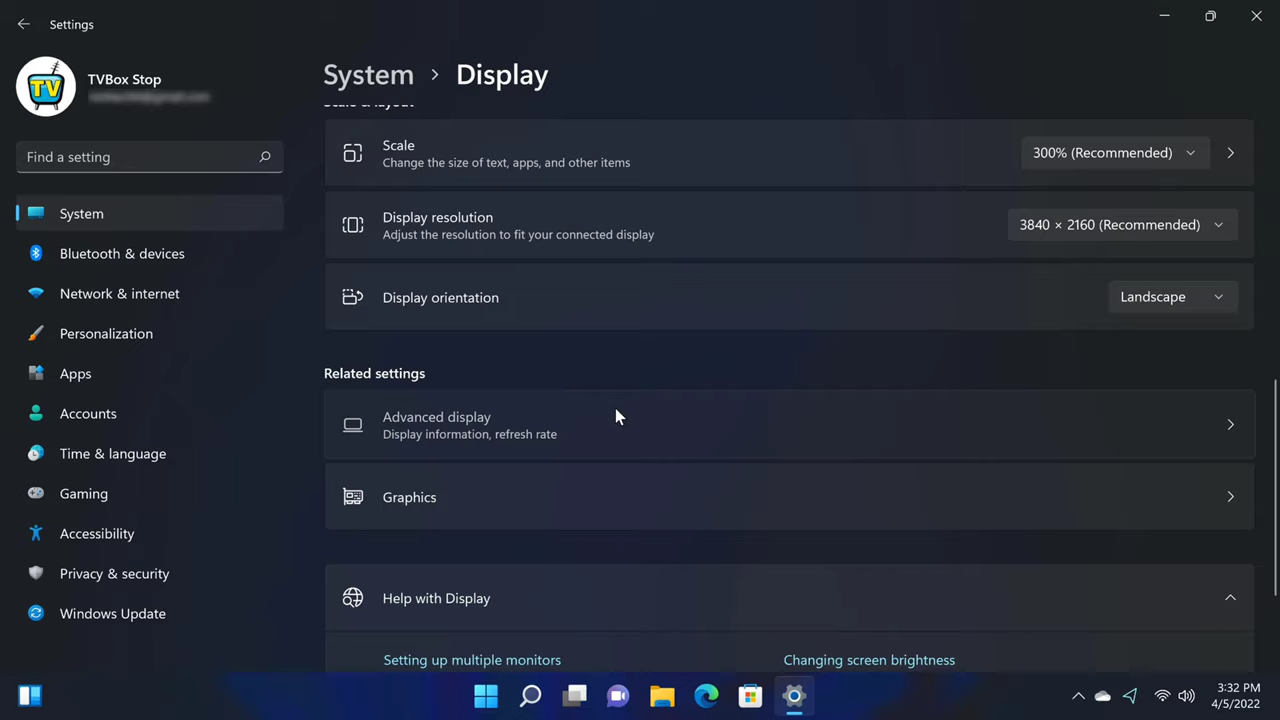 Settings
TV
TVBox Stop
Find a setting
System
Bluetooth & devices
Network & internet
Personalization
Apps
Accounts
Time & language
Gaming
Accessibility
Privacy & security
Windows Update
System > Display
Scale & layout
Scale
Change the size of text, apps, and other items
300% (Recommended)
Display resolution
Adjust the resolution to fit your connected display
3840 × 2160 (Recommended)
Display orientation
Landscape
Related settings
Advanced display
Display information, refresh rate
Graphics
Help with Display
Setting up multiple monitors
Changing screen brightness
3:32 PM
4/5/2022